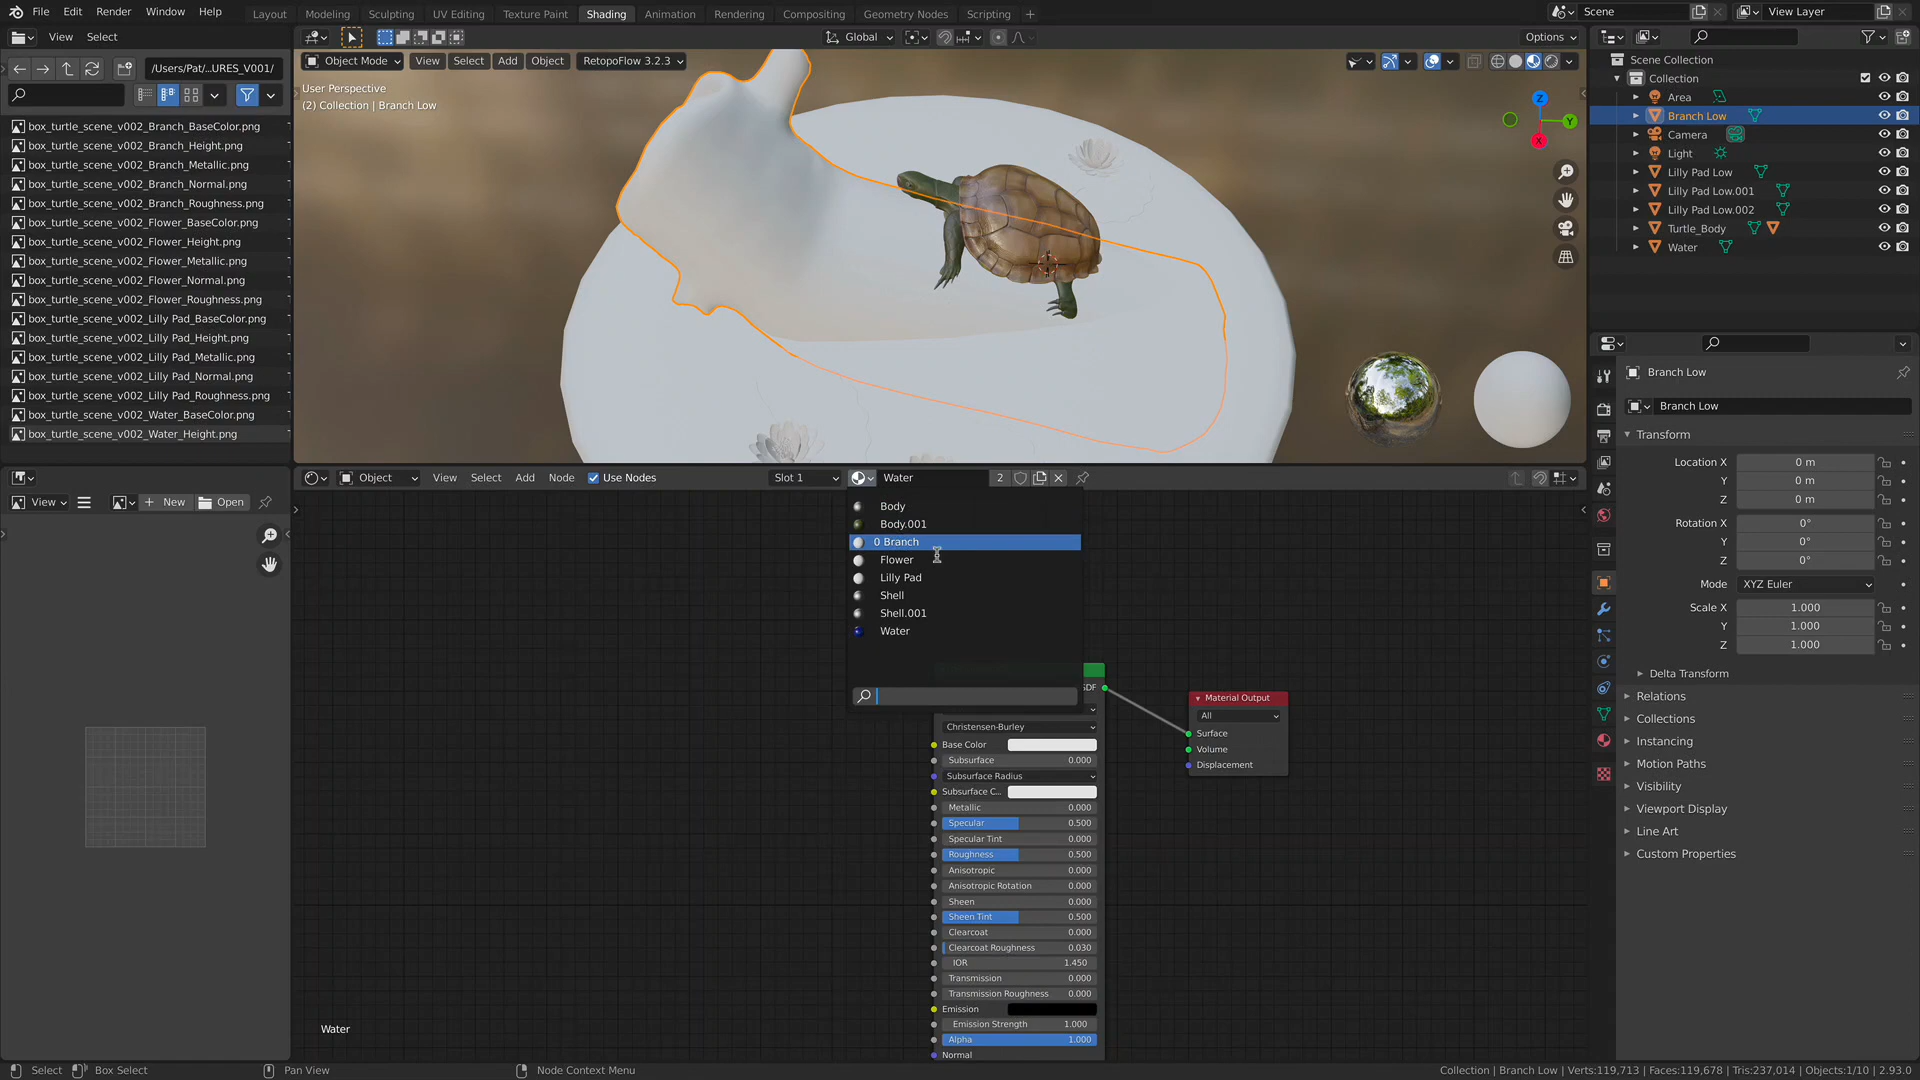 File Edit Render Window Help
Layout Modeling Sculpting UV Editing Texture Paint Shading Animation Rendering Compositing Geometry Nodes Scripting +
Scene
View Layer
View Select
/Users/Pat/...URES_V001/
box_turtle_scene_v002_Branch_BaseColor.png
box_turtle_scene_v002_Branch_Height.png
box_turtle_scene_v002_Branch_Metallic.png
box_turtle_scene_v002_Branch_Normal.png
box_turtle_scene_v002_Branch_Roughness.png
box_turtle_scene_v002_Flower_BaseColor.png
box_turtle_scene_v002_Flower_Height.png
box_turtle_scene_v002_Flower_Metallic.png
box_turtle_scene_v002_Flower_Normal.png
box_turtle_scene_v002_Flower_Roughness.png
box_turtle_scene_v002_Lilly Pad_BaseColor.png
box_turtle_scene_v002_Lilly Pad_Height.png
box_turtle_scene_v002_Lilly Pad_Metallic.png
box_turtle_scene_v002_Lilly Pad_Normal.png
box_turtle_scene_v002_Lilly Pad_Roughness.png
box_turtle_scene_v002_Water_BaseColor.png
box_turtle_scene_v002_Water_Height.png
Global
Options
Object Mode View Select Add Object RetopoFlow 3.2.3
User Perspective
(2) Collection | Branch Low
Z
Y
X
Scene Collection
Collection
Area
Branch Low
Camera
Light
Lilly Pad Low
Lilly Pad Low.001
Lilly Pad Low.002
Turtle_Body
Water
Branch Low
Branch Low
Transform
Location X 0 m
Y 0 m
Z 0 m
Rotation X 0°
Y 0°
Z 0°
Mode XYZ Euler
Scale X 1.000
Y 1.000
Z 1.000
Delta Transform
Relations
Collections
Instancing
Motion Paths
Visibility
Viewport Display
Line Art
Custom Properties
View
+ New Open
Object View Select Add Node Use Nodes Slot 1 Water 2
Body
Body.001
0 Branch
Flower
Lilly Pad
Shell
Shell.001
Water
SDF
Christensen-Burley
Base Color
Subsurface 0.000
Subsurface Radius
Subsurface C...
Metallic 0.000
Specular 0.500
Specular Tint 0.000
Roughness 0.500
Anisotropic 0.000
Anisotropic Rotation 0.000
Sheen 0.000
Sheen Tint 0.500
Clearcoat 0.000
Clearcoat Roughness 0.030
IOR 1.450
Transmission 0.000
Transmission Roughness 0.000
Emission
Emission Strength 1.000
Alpha 1.000
Normal
Material Output
All
Surface
Volume
Displacement
Water
Select Box Select Pan View Node Context Menu
Collection | Branch Low | Verts:119,713 | Faces:119,678 | Tris:237,014 | Objects:1/10 | 2.93.0